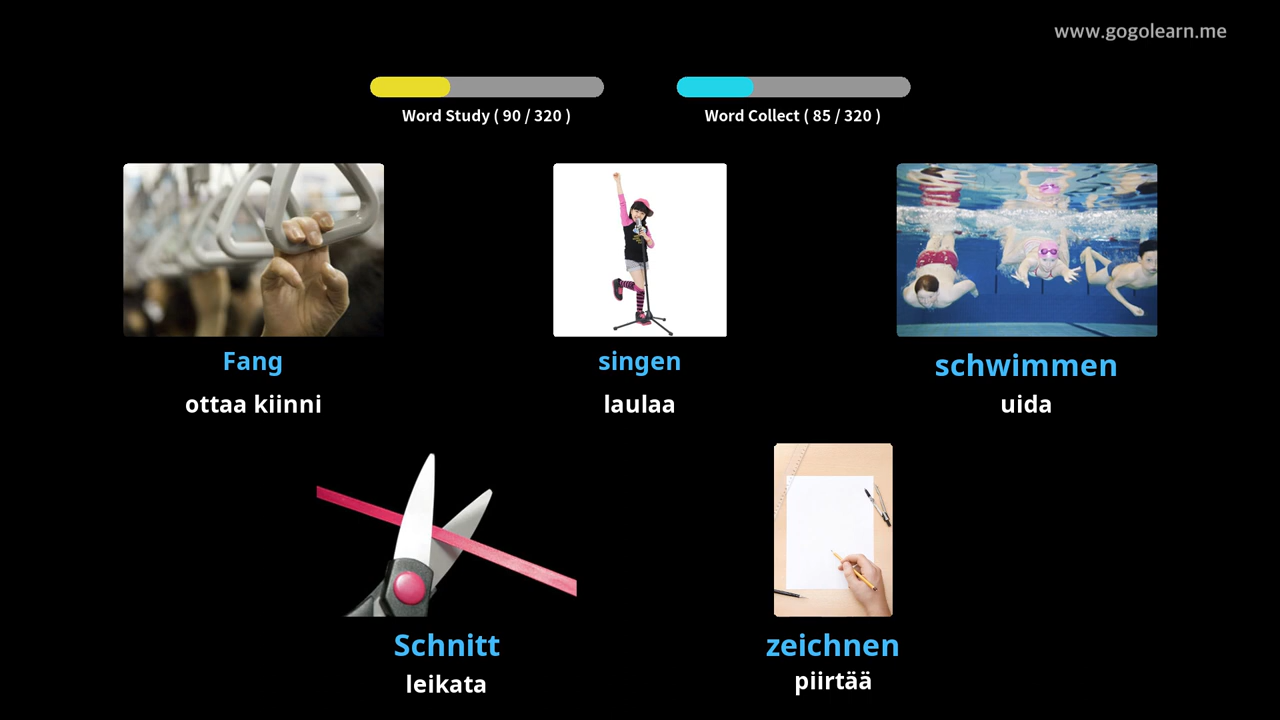 www.gogolearn.me
Word Study ( 90 / 320 )
Word Collect ( 85 / 320 )
Fang
ottaa kiinni
singen
laulaa
schwimmen
uida
Schnitt
leikata
zeichnen
piirtää